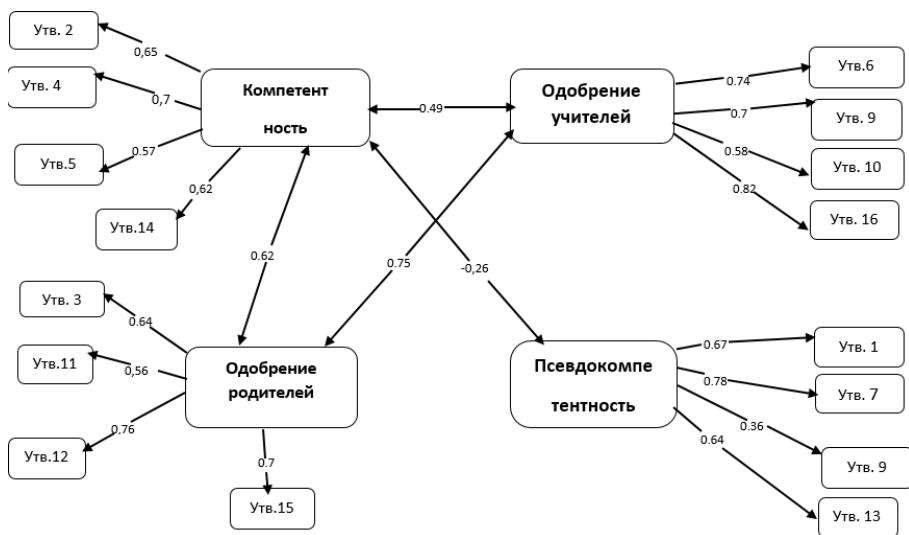 Утв. 2
0,65
Утв. 4
0,7
Утв.5
0.57
Утв.14
0,62
Компетент
ность
0.49
Одобрение
учителей
0.74
Утв.6
0.7
Утв. 9
0.58
Утв. 10
0.82
Утв. 16
0.62
0.75
-0,26
Утв. 3
0.64
Утв.11
0,56
Утв.12
0,76
Одобрение
родителей
0.7
Утв.15
Псевдокомпе
тентность
0.67
Утв. 1
0.78
Утв. 7
0.36
Утв. 9
0.64
Утв. 13